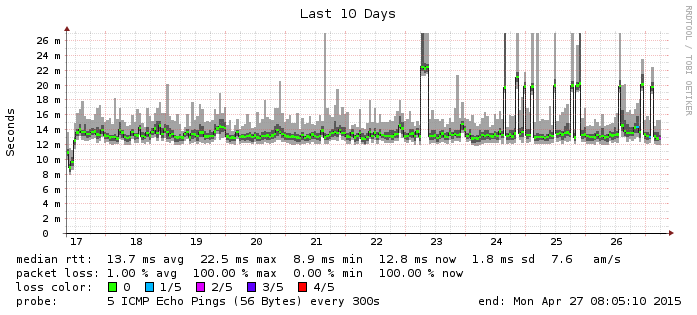 Last 10 Days
RRDTOOL / TOBI OETIKER
Seconds
26 m
24 m
22 m
20 m
18 m
16 m
14 m
12 m
10 m
8 m
6 m
4 m
2 m
0
17 18 19 20 21 22 23 24 25 26
median rtt: 13.7 ms avg 22.5 ms max 8.9 ms min 12.8 ms now 1.8 ms sd 7.6 am/s
packet loss: 1.00 % avg 100.00 % max 0.00 % min 100.00 % now
loss color: 0 1/5 2/5 3/5 4/5
probe: 5 ICMP Echo Pings (56 Bytes) every 300s end: Mon Apr 27 08:05:10 2015